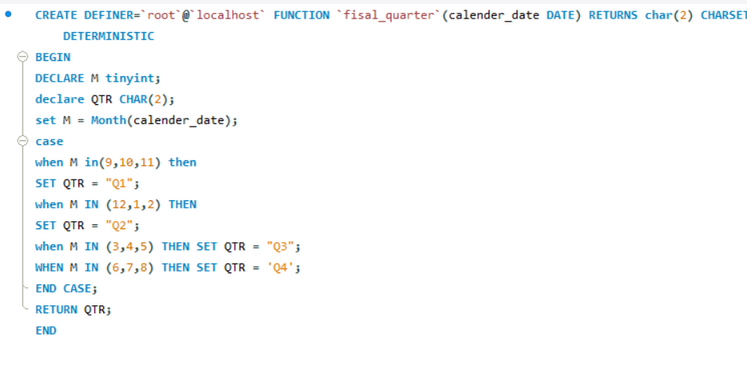 CREATE DEFINER=`root`@`localhost` FUNCTION `fisal_quarter`(calender_date DATE) RETURNS char(2) CHARSET
DETERMINISTIC
BEGIN
DECLARE M tinyint;
declare QTR CHAR(2);
set M = Month(calender_date);
case
when M in(9,10,11) then
SET QTR = "Q1";
when M IN (12,1,2) THEN
SET QTR = "Q2";
when M IN (3,4,5) THEN SET QTR = "Q3";
WHEN M IN (6,7,8) THEN SET QTR = 'Q4';
END CASE;
RETURN QTR;
END